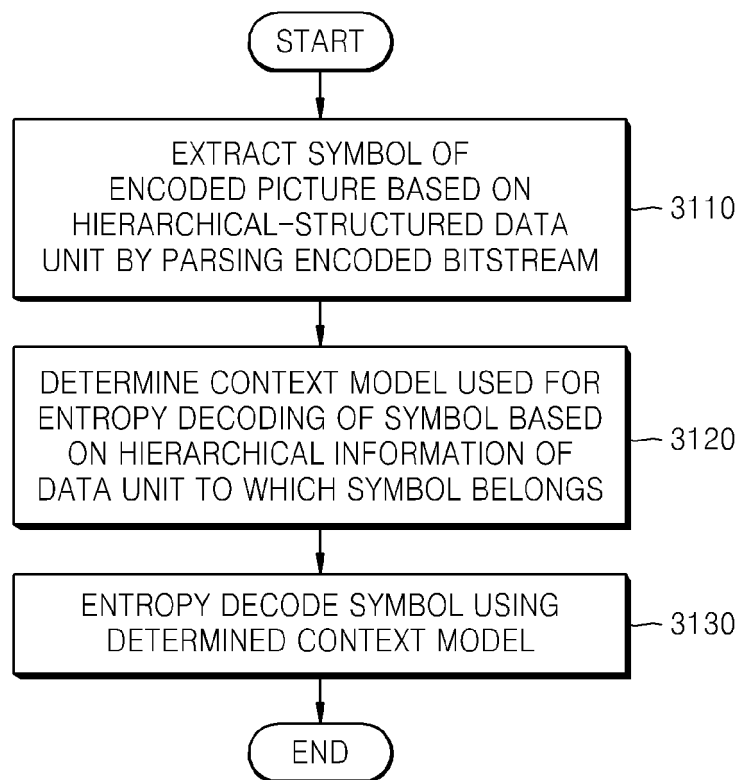 START
EXTRACT SYMBOL OF
ENCODED PICTURE BASED ON
HIERARCHICAL-STRUCTURED DATA
UNIT BY PARSING ENCODED BITSTREAM
3110
DETERMINE CONTEXT MODEL USED FOR
ENTROPY DECODING OF SYMBOL BASED
ON HIERARCHICAL INFORMATION OF
DATA UNIT TO WHICH SYMBOL BELONGS
3120
ENTROPY DECODE SYMBOL USING
DETERMINED CONTEXT MODEL
3130
END